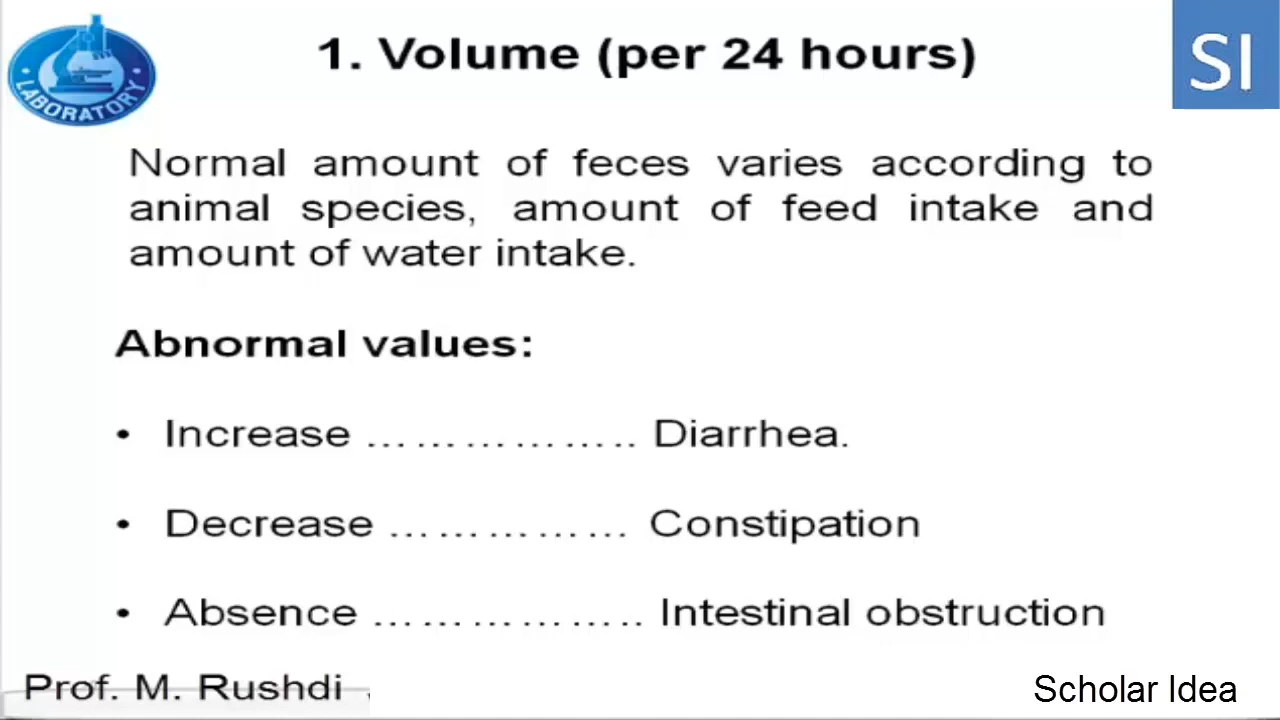 LABORATORY
1. Volume (per 24 hours)
SI
Normal amount of feces varies according to
animal species, amount of feed intake and
amount of water intake.
Abnormal values:
• Increase ……………….. Diarrhea.
• Decrease …………… Constipation
• Absence …………….. Intestinal obstruction
Prof. M. Rushdi
Scholar Idea